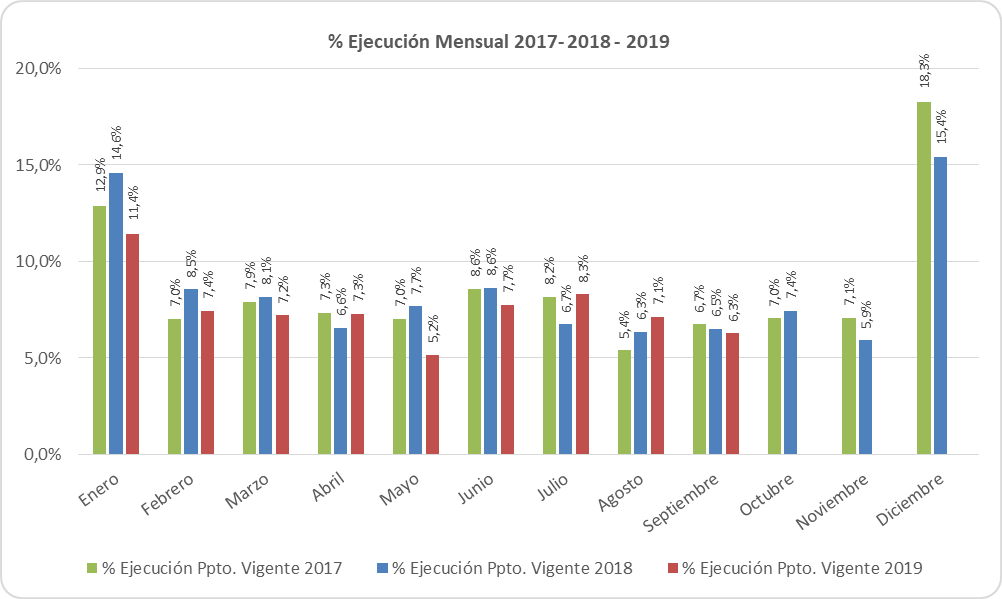 % Ejecución Mensual 2017- 2018 - 2019
20,0%
15,0%
10,0%
5,0%
0,0%
12,9%
14,6%
11,4%
7,0%
8,5%
7,4%
7,9%
8,1%
7,2%
7,3%
6,6%
7,3%
7,0%
7,7%
5,2%
8,6%
8,6%
7,7%
8,2%
6,7%
8,3%
5,4%
6,3%
7,1%
6,7%
6,5%
6,3%
7,0%
7,4%
7,1%
5,9%
18,3%
15,4%
Enero
Febrero
Marzo
Abril
Mayo
Junio
Julio
Agosto
Septiembre
Octubre
Noviembre
Diciembre
% Ejecución Ppto. Vigente 2017
% Ejecución Ppto. Vigente 2018
% Ejecución Ppto. Vigente 2019